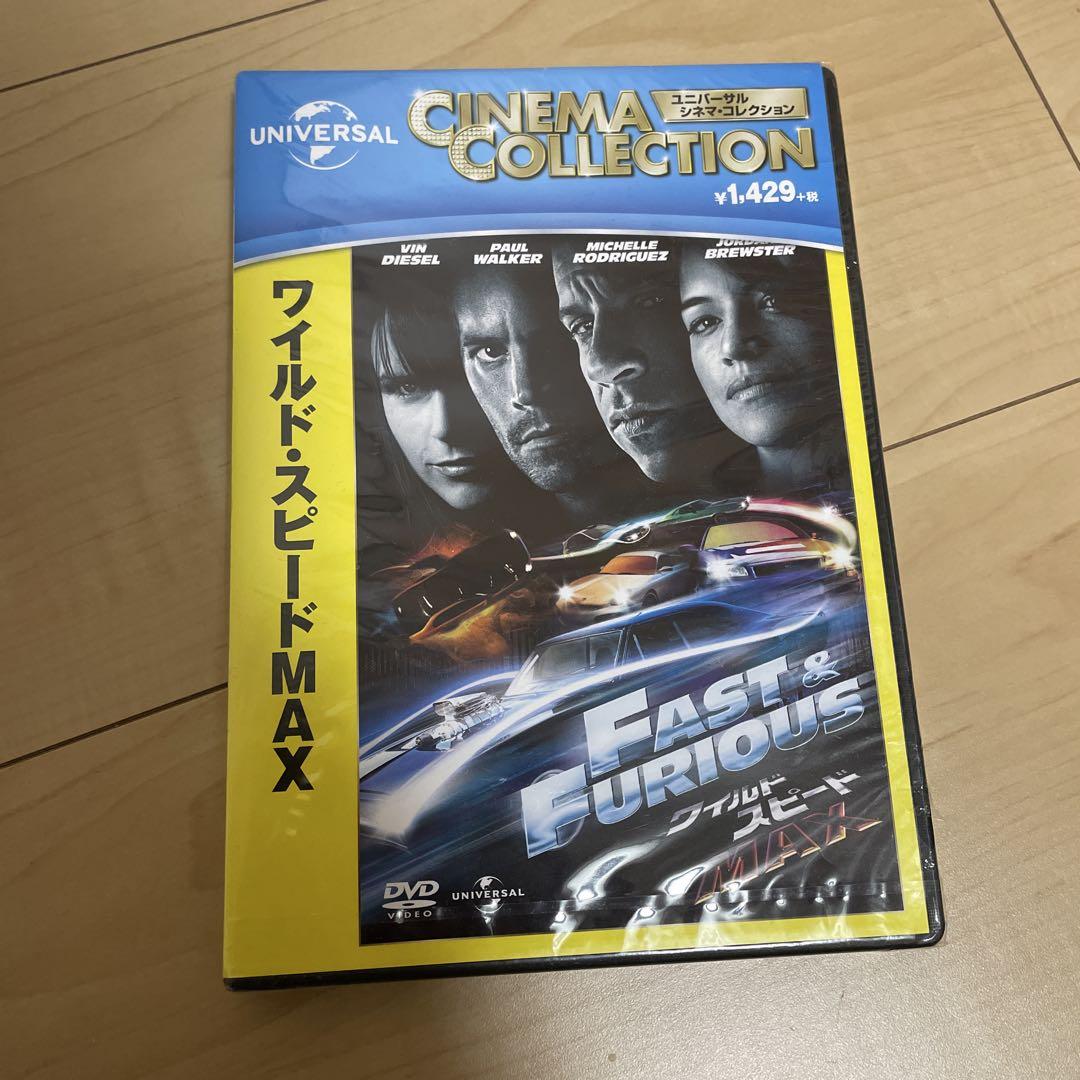 UNIVERSAL
CINEMA
COLLECTION
ユニバーサル
シネマ・コレクション
¥1,429+税
ワイルド・スピードMAX
VIN
DIESEL
PAUL
WALKER
MICHELLE
RODRIGUEZ
BREWSTER
FAST &
FURIOUS
ワイルド
スピード
MAX
DVD
VIDEO
UNIVERSAL